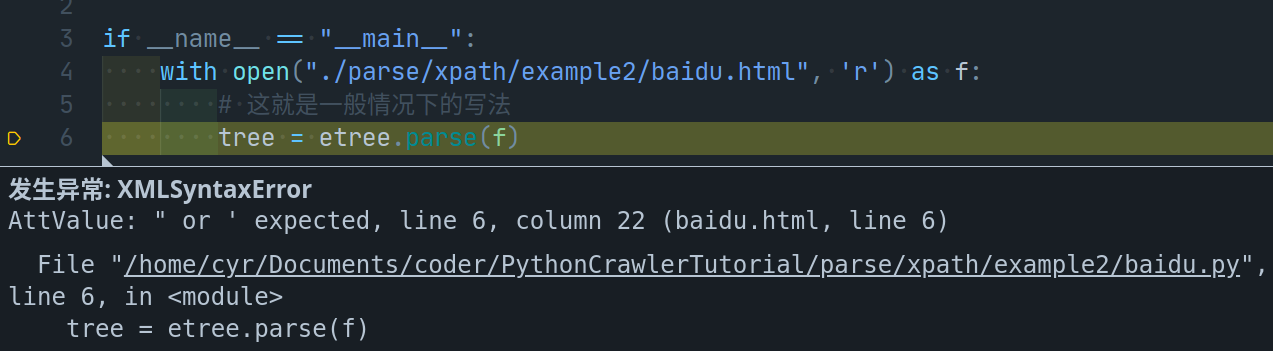 2
3 if __name__ == "__main__":
4 with open("./parse/xpath/example2/baidu.html", 'r') as f:
5 # 这就是一般情况下的写法
6 tree = etree.parse(f)
发生异常: XMLSyntaxError
AttValue: " or ' expected, line 6, column 22 (baidu.html, line 6)
File "/home/cyr/Documents/coder/PythonCrawlerTutorial/parse/xpath/example2/baidu.py",
line 6, in <module>
tree = etree.parse(f)